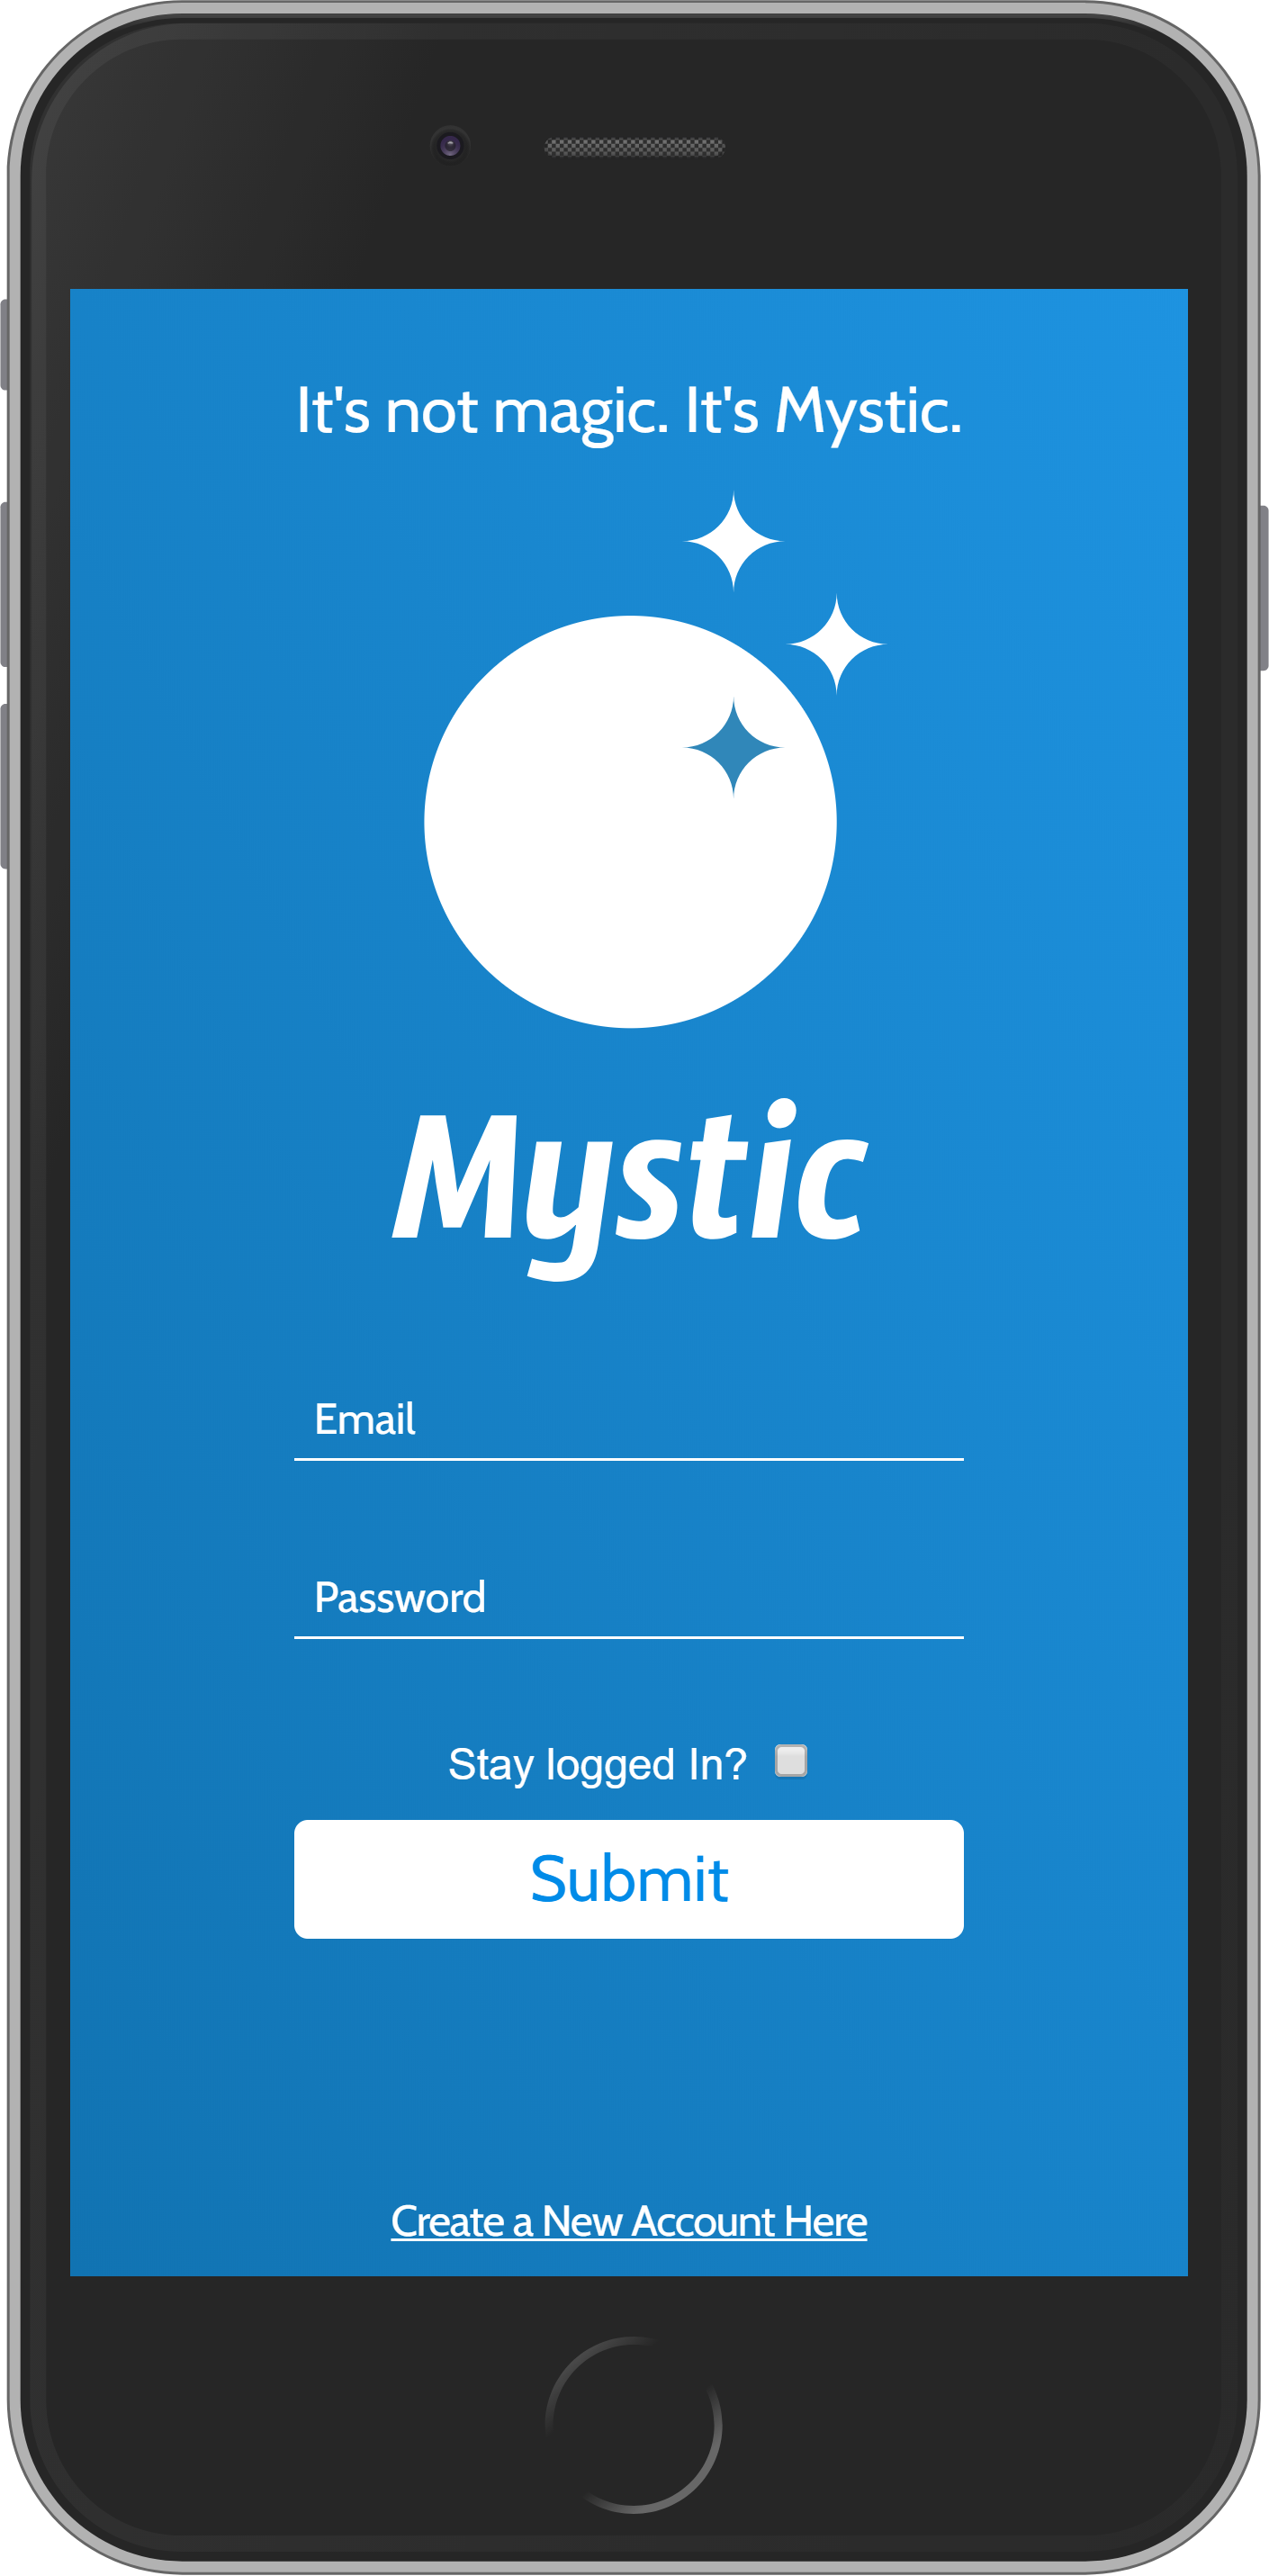 It's not magic. It's Mystic.
Mystic
Email
Password
Stay logged In?
Submit
Create a New Account Here